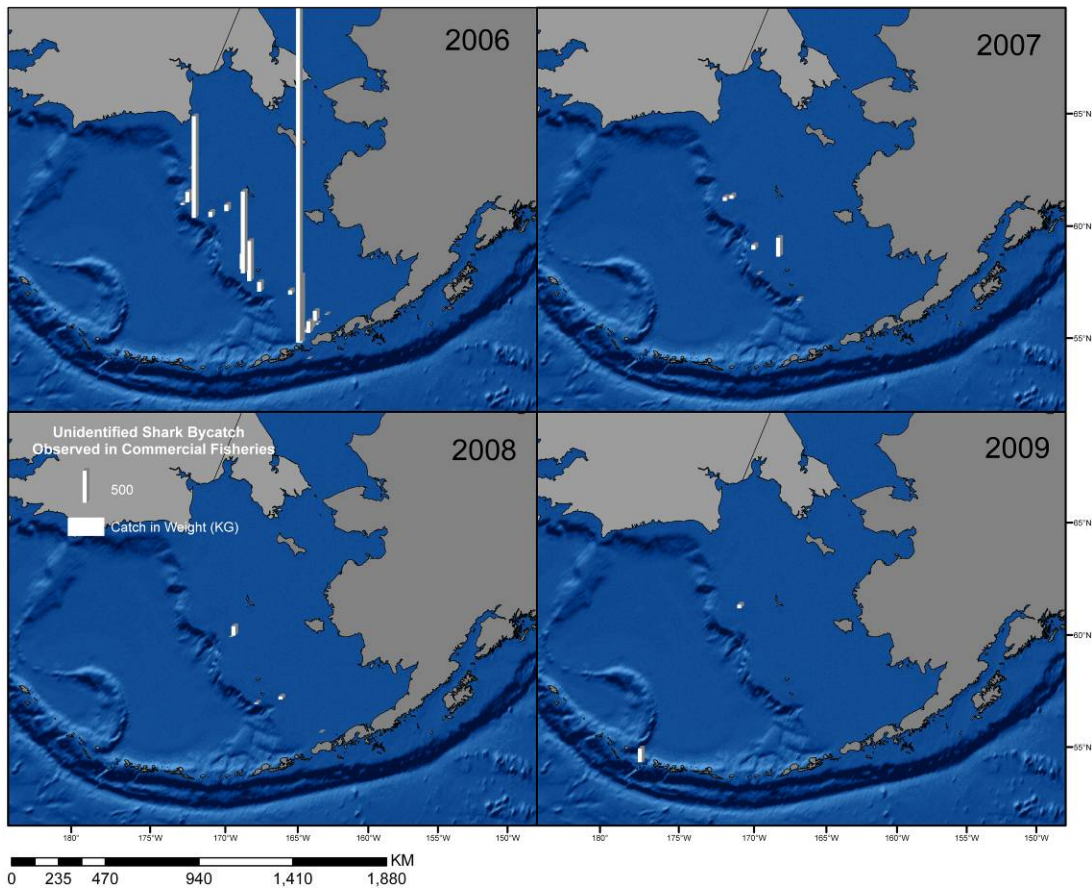 2006
2007
65°N
60°N
55°N
Unidentified Shark Bycatch
Observed in Commercial Fisheries
500
Catch in Weight (KG)
2008
2009
65°N
60°N
55°N
180°
175°W
170°W
165°W
160°W
155°W
150°W
180°
175°W
170°W
165°W
160°W
155°W
150°W
KM
0 235 470 940 1,410 1,880